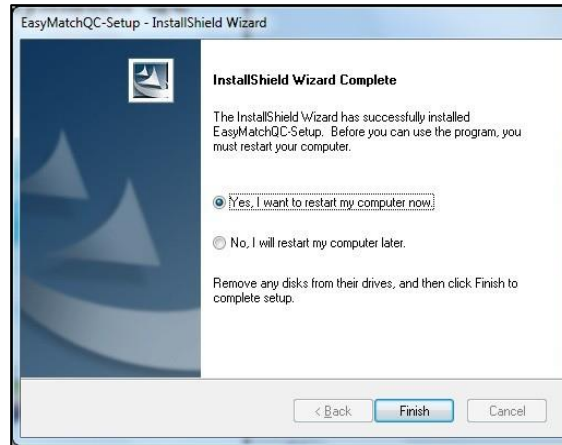 EasyMatchQC-Setup - InstallShield Wizard
InstallShield Wizard Complete
The InstallShield Wizard has successfully installed
EasyMatchQC-Setup. Before you can use the program, you
must restart your computer.
Yes, I want to restart my computer now.
No, I will restart my computer later.
Remove any disks from their drives, and then click Finish to
complete setup.
< Back Finish Cancel